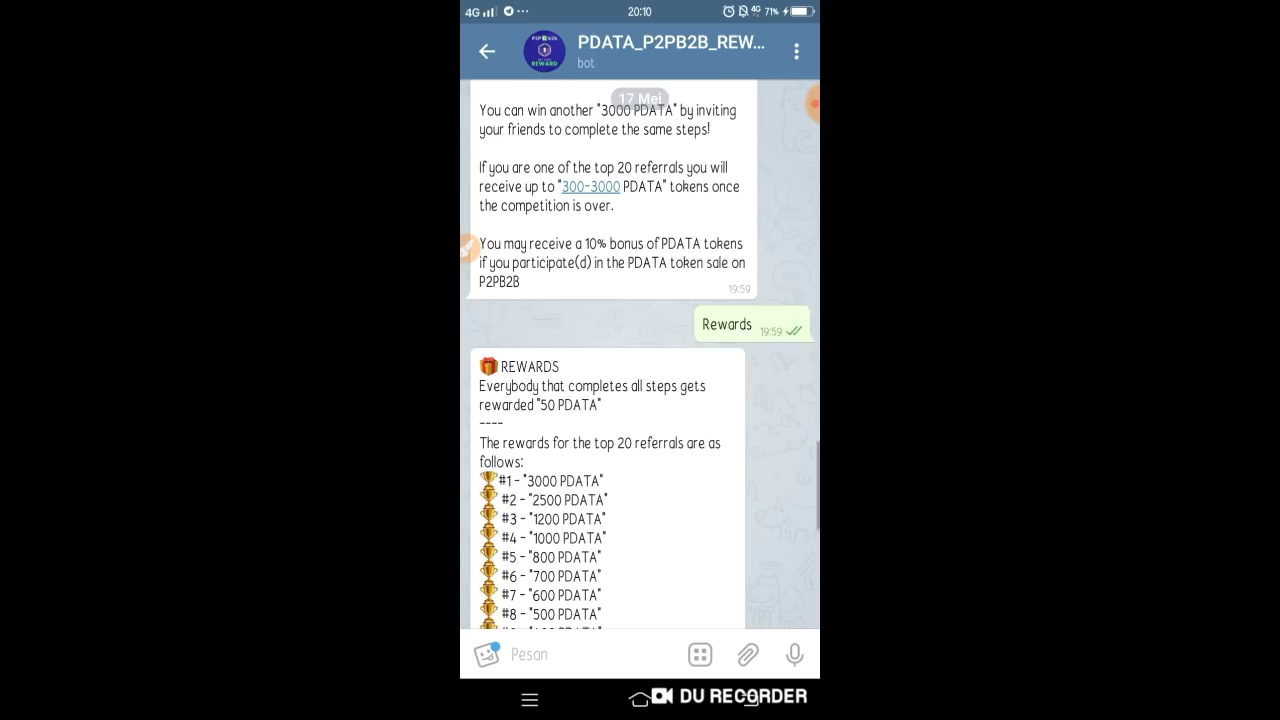 4G 20:10 4G 71%
PDATA_P2PB2B_REW...
bot
P2PB2b
REWARD
17 Mei
You can win another "3000 PDATA" by inviting
your friends to complete the same steps!
If you are one of the top 20 referrals you will
receive up to "300-3000 PDATA" tokens once
the competition is over.
You may receive a 10% bonus of PDATA tokens
if you participate(d) in the PDATA token sale on
P2PB2B
19:59
Rewards 19:59
REWARDS
Everybody that completes all steps gets
rewarded "50 PDATA"
----
The rewards for the top 20 referrals are as
follows:
#1 - "3000 PDATA"
#2 - "2500 PDATA"
#3 - "1200 PDATA"
#4 - "1000 PDATA"
#5 - "800 PDATA"
#6 - "700 PDATA"
#7 - "600 PDATA"
#8 - "500 PDATA"
Pesan
DU RECORDER